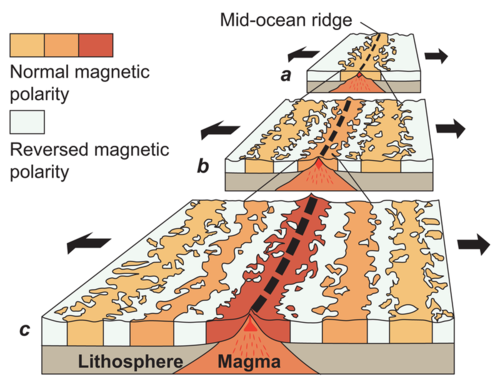 Mid-ocean ridge
Normal magnetic
polarity
Reversed magnetic
polarity
a
b
c
Lithosphere
Magma